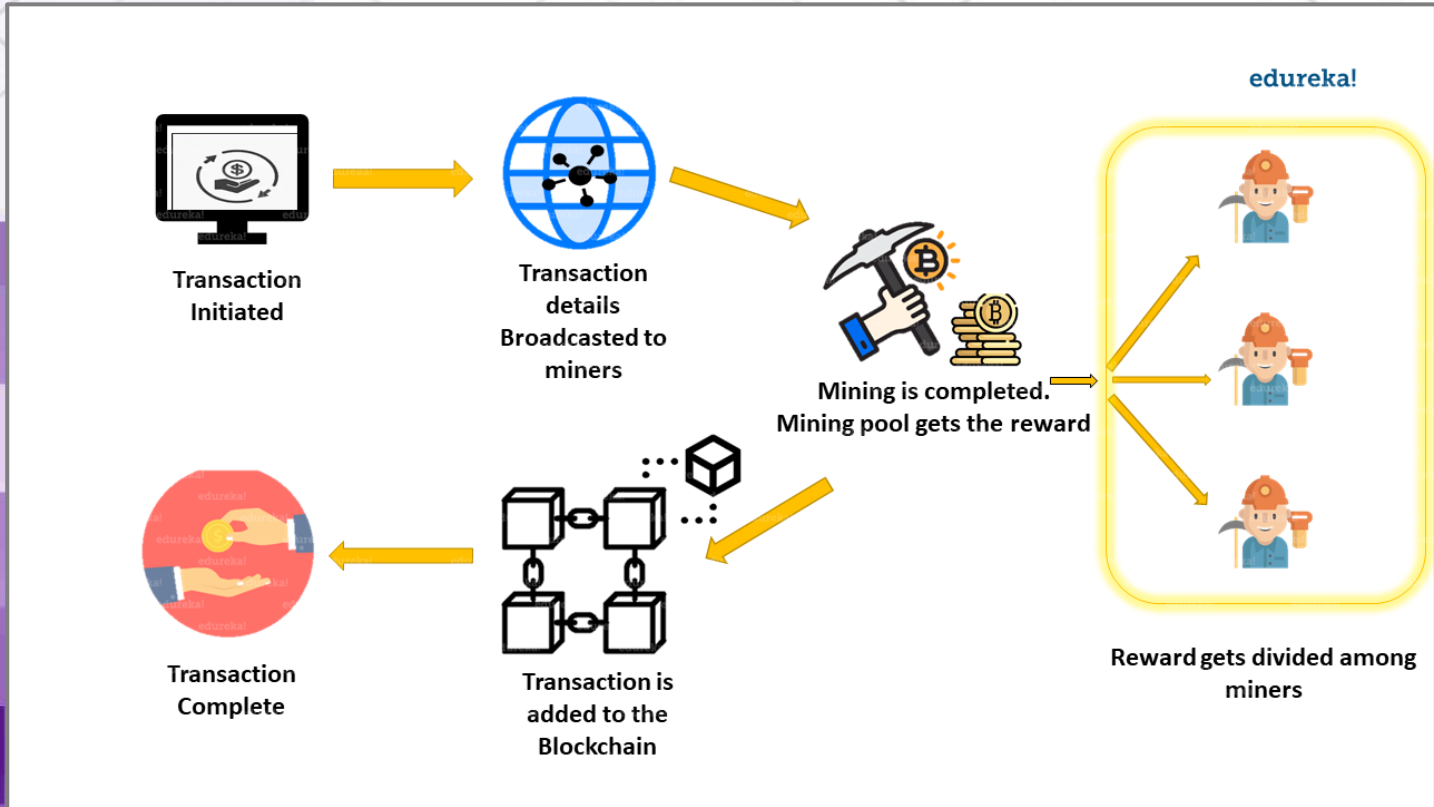 edureka!
Transaction
Initiated
Transaction
details
Broadcasted to
miners
Mining is completed.
Mining pool gets the reward
Reward gets divided among
miners
Transaction is
added to the
Blockchain
Transaction
Complete